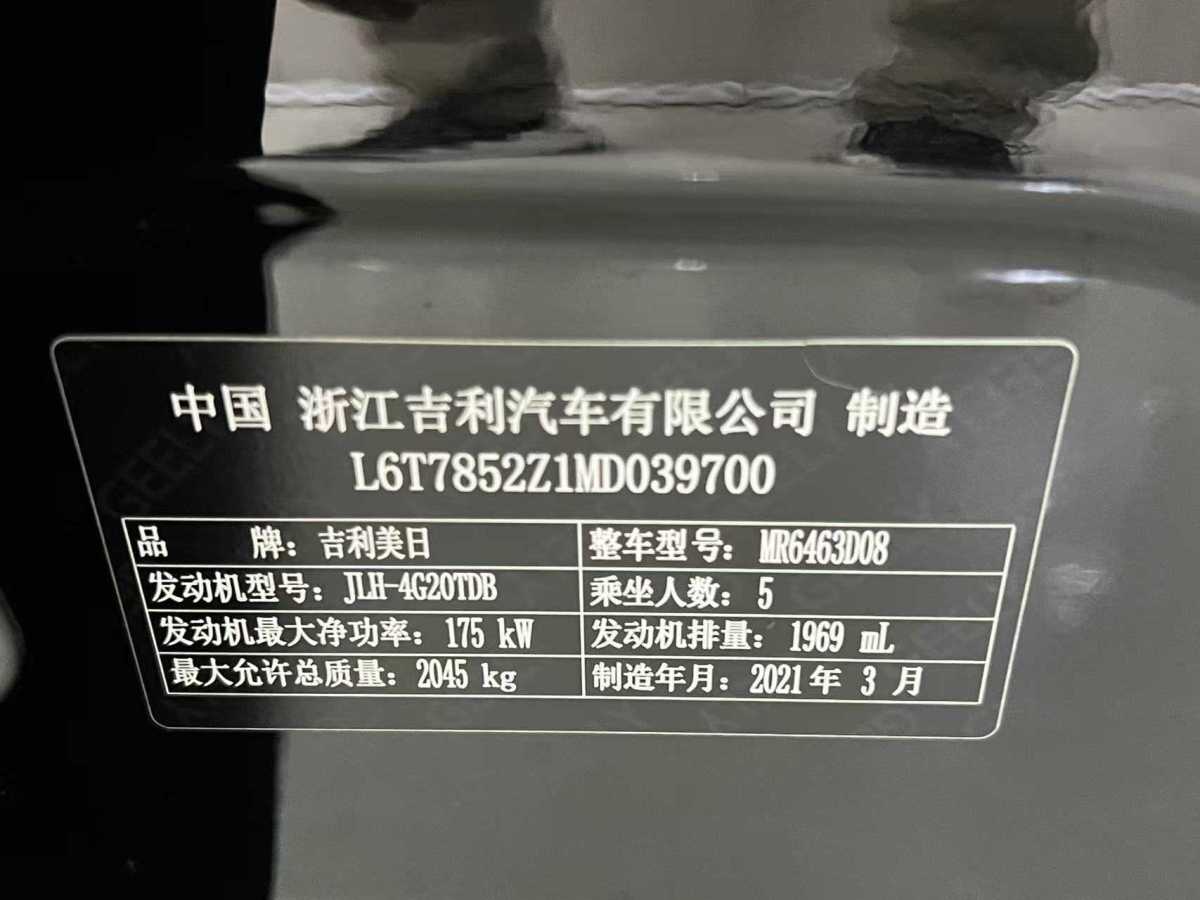 中国 浙江吉利汽车有限公司 制造
L6T7852Z1MD039700
品 牌：吉利美日 整车型号：MR6463D08
发动机型号：JLH-4G20TDB 乘坐人数：5
发动机最大净功率：175 kW 发动机排量：1969 mL
最大允许总质量：2045 kg 制造年月：2021年 3 月